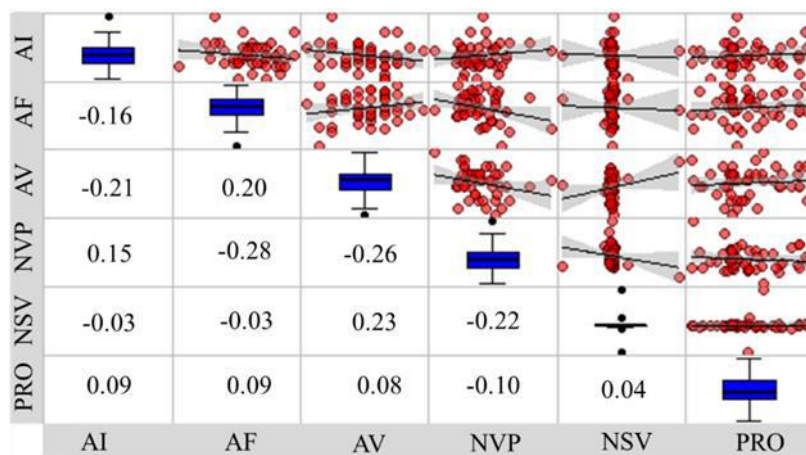 AI
AF -0.16
AV -0.21 0.20
NVP 0.15 -0.28 -0.26
NSV -0.03 -0.03 0.23 -0.22
PRO 0.09 0.09 0.08 -0.10 0.04
AI AF AV NVP NSV PRO